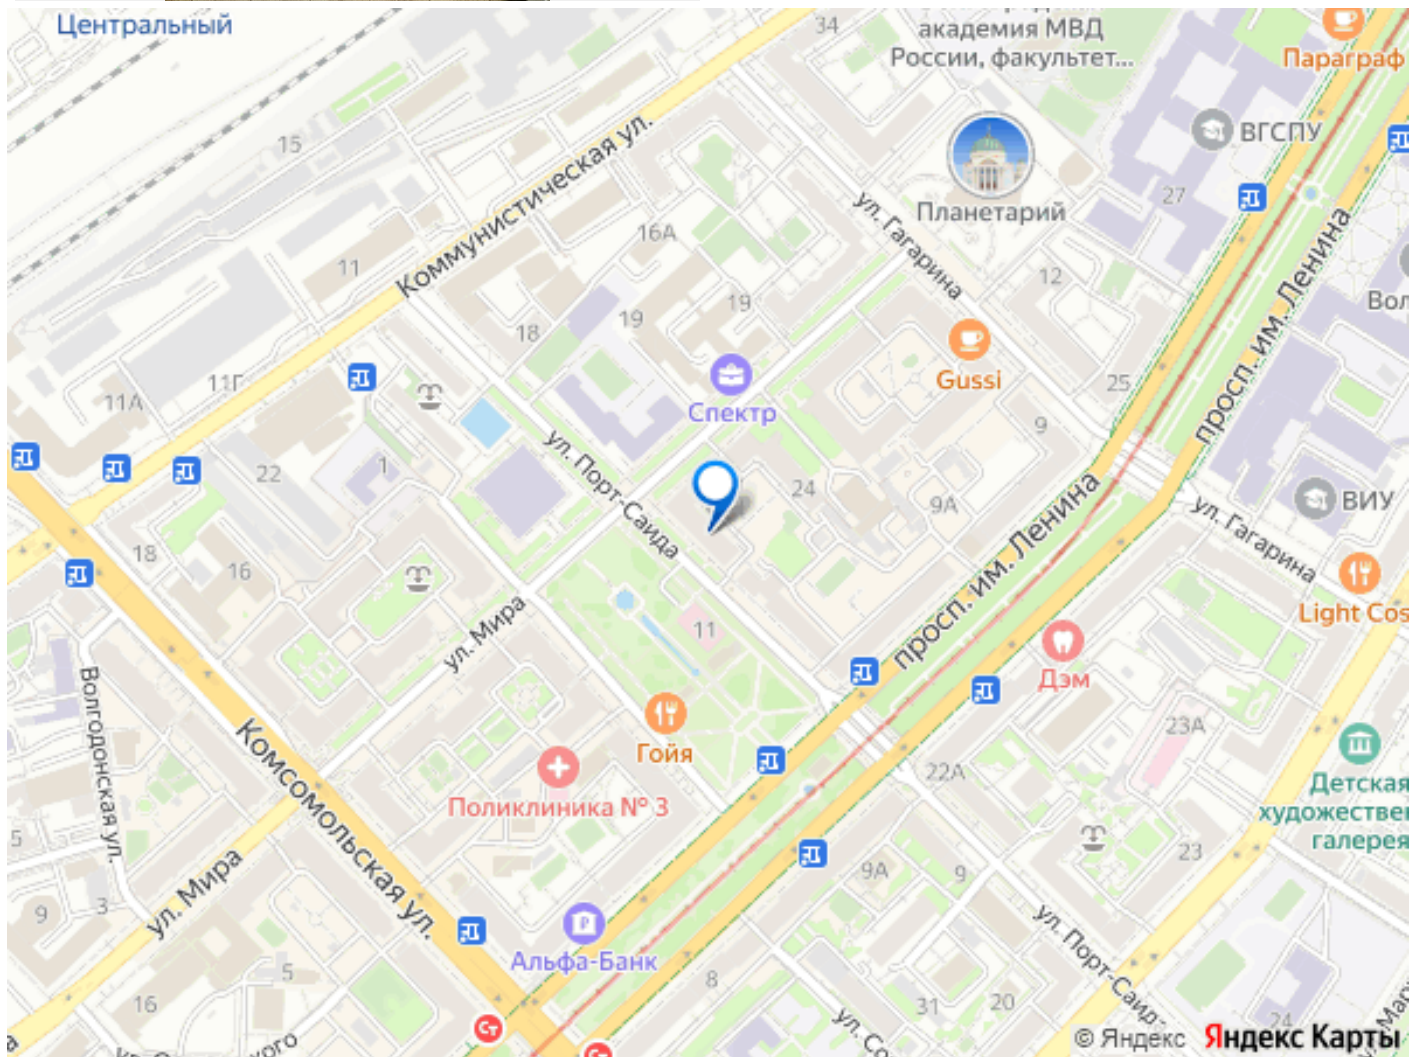 Центральный
34
академия МВД
России, факультет...
Параграф
ВГСПУ
15
Коммунистическая ул.
Планетарий
27
ул. Гагарина
16А
11
12
19
19
18
Gussi
25
11Г
11А
Спектр
9
22
1
ул. Порт-Саида
24
9А
просп. им. Ленина
просп. им. Ленина
ВИУ
ул. Гагарина
18
16
Light Cos
ул. Мира
11
Дэм
Волгодонская ул.
Гойя
23А
22А
Комсомольская ул.
Поликлиника № 3
Детская
художествен
галерея
23
5
9А
9
ул. Мира
9
3
Альфа-Банк
ул. Порт-Саид
5
8
16
31
20
24
© Яндекс Яндекс Карты